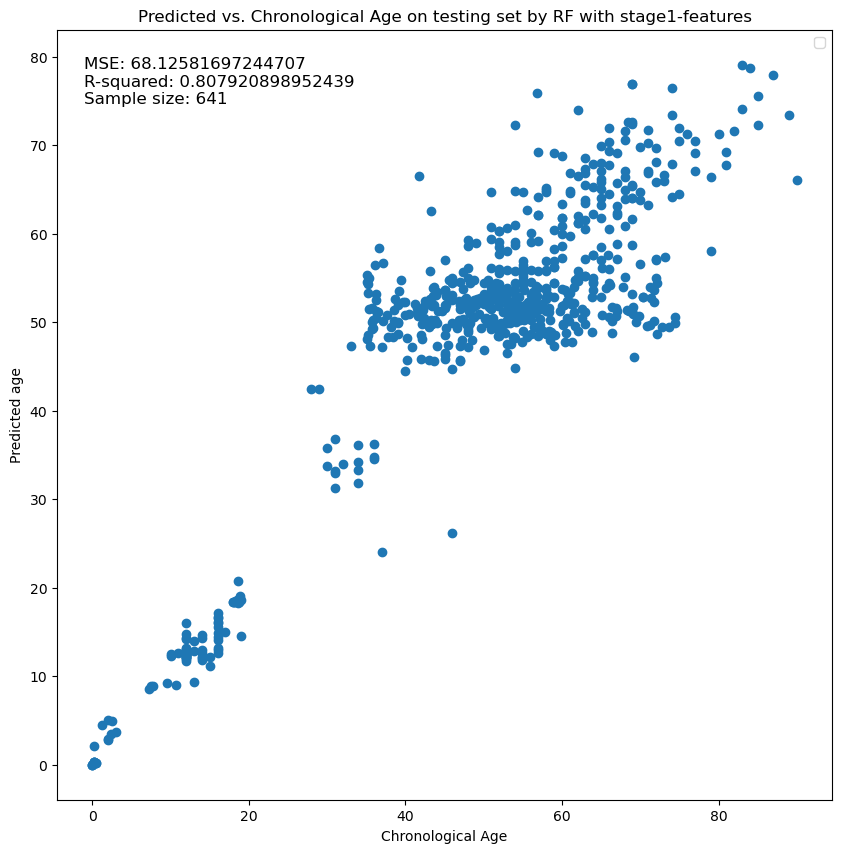 Predicted vs. Chronological Age on testing set by RF with stage1-features
MSE: 68.12581697244707
R-squared: 0.807920898952439
Sample size: 641
80
70
60
50
40
30
20
10
0
Predicted age
0 20 40 60 80
Chronological Age